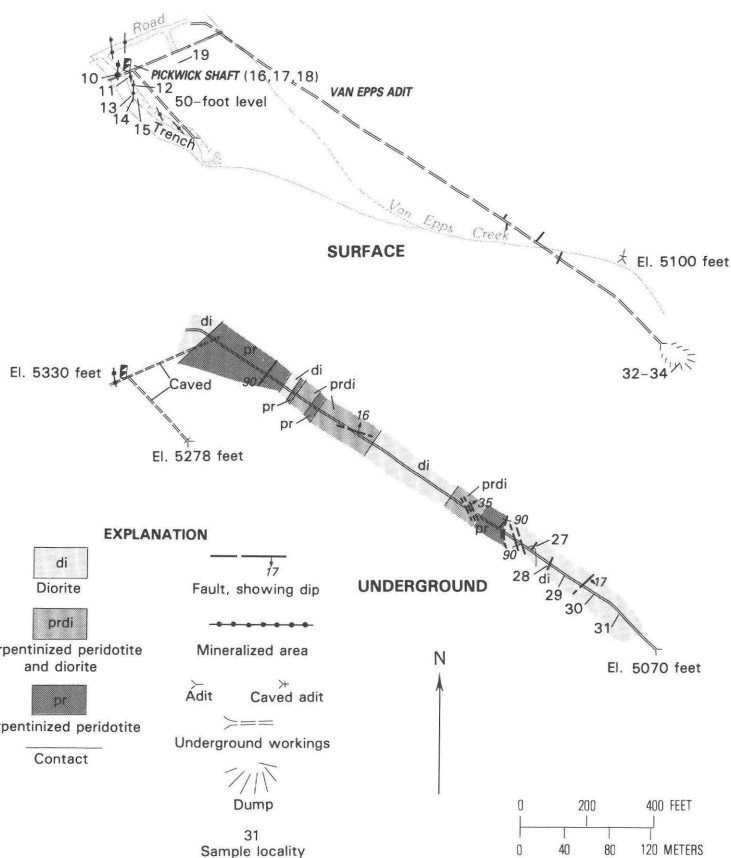 Road
19
10
11
PICKWICK SHAFT (16,17,18)
12
50-foot level
13
14
15
Trench
VAN EPPS ADIT
Van Epps Creek
SURFACE
El. 5100 feet
32-34
di
pr
El. 5330 feet
Caved
90
di
prdi
pr
pr
16
El. 5278 feet
di
prdi
35
pr
90
90
27
28
di
17
29
30
31
El. 5070 feet
UNDERGROUND
EXPLANATION
di
Diorite
prdi
erpentinized peridotite
and diorite
pr
rpentinized peridotite
Contact
17
Fault, showing dip
Mineralized area
Adit
Caved adit
Underground workings
Dump
31
Sample locality
N
0 200 400 FEET
0 40 80 120 METERS